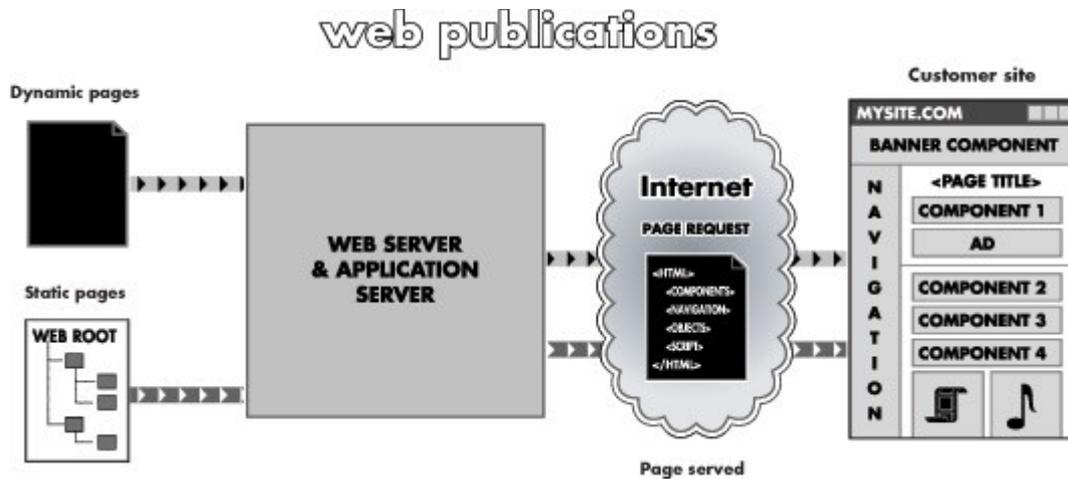 web publications
Dynamic pages
Static pages
WEB ROOT
WEB SERVER
& APPLICATION
SERVER
Internet
PAGE REQUEST
<HTML>
<COMPONENTS>
<NAVIGATION>
<OBJECTS>
<SCRIPT>
</HTML>
Page served
Customer site
MYSITE.COM
BANNER COMPONENT
NAVIGATION
<PAGE TITLE>
COMPONENT 1
AD
COMPONENT 2
COMPONENT 3
COMPONENT 4